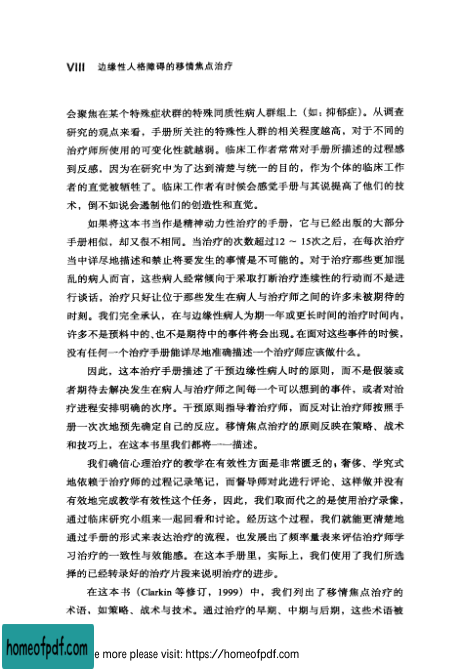 VIII 边缘性人格障碍的移情焦点治疗
会聚焦在某个特殊症状群的特殊同质性病人群组上（如：抑郁症）。从调查
研究的观点来看，手册所关注的特殊性人群的相关程度越高，对于不同的
治疗师所使用的可变化性就越弱。临床工作者常常对手册所描述的过程感
到反感，因为在研究中为了达到清楚与统一的目的，作为个体的临床工作
者的直觉被牺牲了。临床工作者有时候会感觉手册与其说提高了他们的技
术，倒不如说会遏制他们的创造性和直觉。
如果将这本书当作是精神动力性治疗的手册，它与已经出版的大部分
手册相似，却又很不相同。当治疗的次数超过12 ~ 15次之后，在每次治疗
当中详尽地描述和禁止将要发生的事情是不可能的。对于治疗那些更加混
乱的病人而言，这些病人经常倾向于采取打断治疗连续性的行动而不是进
行谈话，治疗只好让位于那些发生在病人与治疗师之间的许多未被期待的
时刻。我们完全承认，在与边缘性病人为期一年或更长时间的治疗时间内，
许多不是预料中的、也不是期待中的事件将会出现。在面对这些事件的时候，
没有任何一个治疗手册能详尽地准确描述一个治疗师应该做什么。
因此，这本治疗手册描述了干预边缘性病人时的原则，而不是假装或
者期待去解决发生在病人与治疗师之间每一个可以想到的事件，或者对治
疗进程安排明确的次序。干预原则指导着治疗师，而反对让治疗师按照手
册一次次地预先确定自己的反应。移情焦点治疗的原则反映在策略、战术
和技巧上，在这本书里我们都将一一描述。
我们确信心理治疗的教学在有效性方面是非常匮乏的；奢侈、学究式
地依赖于治疗师的过程记录笔记，而督导师对此进行评论、这样做并没有
有效地完成教学有效性这个任务，因此，我们取而代之的是使用治疗录像，
通过临床研究小组来一起回看和讨论。经历这个过程，我们就能更清楚地
通过手册的形式来表达治疗的流程，也发展出了频率量表来评估治疗师学
习治疗的一致性与效能感。在这本手册里，实际上，我们使用了我们所选
择的已经转录好的治疗片段来说明治疗的进步。
在这本书（Clarkin 等修订，1999）中，我们列出了移情焦点治疗的
术语，如策略、战术与技术。通过治疗的早期、中期与后期，这些术语被
homeofpdf.com
e more please visit: https://homeofpdf.com